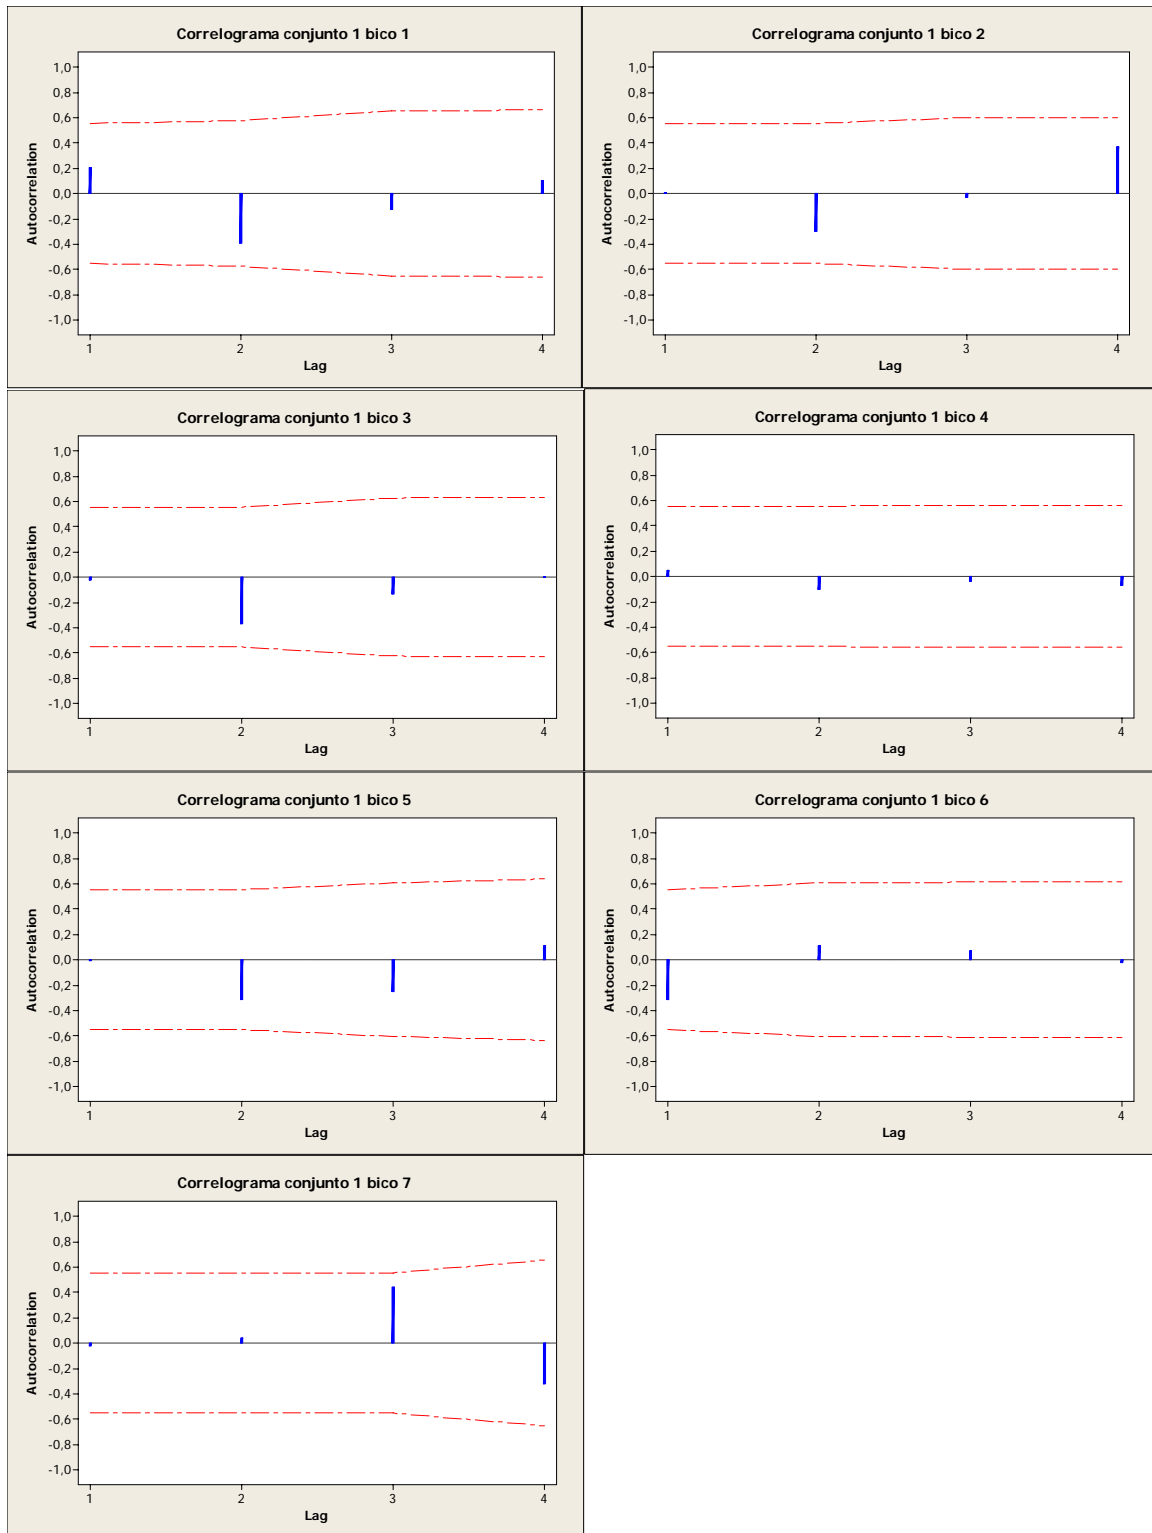 Correlograma conjunto 1 bico 1
1,0
0,8
0,6
0,4
0,2
0,0
-0,2
-0,4
-0,6
-0,8
-1,0
Autocorrelation
1 2 3 4
Lag
Correlograma conjunto 1 bico 2
1,0
0,8
0,6
0,4
0,2
0,0
-0,2
-0,4
-0,6
-0,8
-1,0
Autocorrelation
1 2 3 4
Lag
Correlograma conjunto 1 bico 3
1,0
0,8
0,6
0,4
0,2
0,0
-0,2
-0,4
-0,6
-0,8
-1,0
Autocorrelation
1 2 3 4
Lag
Correlograma conjunto 1 bico 4
1,0
0,8
0,6
0,4
0,2
0,0
-0,2
-0,4
-0,6
-0,8
-1,0
Autocorrelation
1 2 3 4
Lag
Correlograma conjunto 1 bico 5
1,0
0,8
0,6
0,4
0,2
0,0
-0,2
-0,4
-0,6
-0,8
-1,0
Autocorrelation
1 2 3 4
Lag
Correlograma conjunto 1 bico 6
1,0
0,8
0,6
0,4
0,2
0,0
-0,2
-0,4
-0,6
-0,8
-1,0
Autocorrelation
1 2 3 4
Lag
Correlograma conjunto 1 bico 7
1,0
0,8
0,6
0,4
0,2
0,0
-0,2
-0,4
-0,6
-0,8
-1,0
Autocorrelation
1 2 3 4
Lag